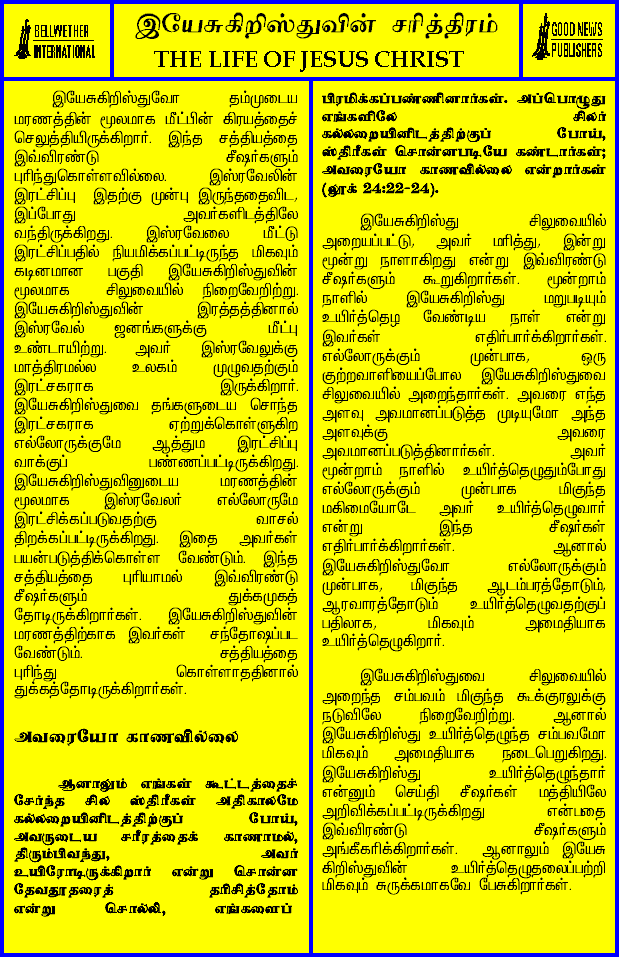 BELLWETHER
INTERNATIONAL
இயேசுகிறிஸ்துவின் சரித்திரம்
THE LIFE OF JESUS CHRIST
GOOD NEWS
PUBLISHERS
இயேசுகிறிஸ்துவோ தம்முடைய
மரணத்தின் மூலமாக மீட்பின் கிரயத்தைச்
செலுத்தியிருக்கிறார். இந்த சத்தியத்தை
இவ்விரண்டு சீஷர்களும்
புரிந்துகொள்ளவில்லை. இஸ்ரவேலின்
இரட்சிப்பு இதற்கு முன்பு இருந்ததைவிட,
இப்போது அவர்களிடத்திலே
வந்திருக்கிறது. இஸ்ரவேலை மீட்டு
இரட்சிப்பதில் நியமிக்கப்பட்டிருந்த மிகவும்
கடினமான பகுதி இயேசுகிறிஸ்துவின்
மூலமாக சிலுவையில் நிறைவேறிற்று.
இயேசுகிறிஸ்துவின் இரத்தத்தினால்
இஸ்ரவேல் ஜனங்களுக்கு மீட்பு
உண்டாயிற்று. அவர் இஸ்ரவேலுக்கு
மாத்திரமல்ல உலகம் முழுவதற்கும்
இரட்சகராக இருக்கிறார்.
இயேசுகிறிஸ்துவை தங்களுடைய சொந்த
இரட்சகராக ஏற்றுக்கொள்ளுகிற
எல்லோருக்குமே ஆத்தும இரட்சிப்பு
வாக்குப் பண்ணப்பட்டிருக்கிறது.
இயேசுகிறிஸ்துவினுடைய மரணத்தின்
மூலமாக இஸ்ரவேலர் எல்லோருமே
இரட்சிக்கப்படுவதற்கு வாசல்
திறக்கப்பட்டிருக்கிறது. இதை அவர்கள்
பயன்படுத்திக்கொள்ள வேண்டும். இந்த
சத்தியத்தை புரியாமல் இவ்விரண்டு
சீஷர்களும் துக்கமுகத்
தோடிருக்கிறார்கள். இயேசுகிறிஸ்துவின்
மரணத்திற்காக இவர்கள் சந்தோஷப்பட
வேண்டும். சத்தியத்தை
புரிந்து கொள்ளாததினால்
துக்கத்தோடிருக்கிறார்கள்.
அவரையோ காணவில்லை
ஆனாலும் எங்கள் கூட்டத்தைச்
சேர்ந்த சில ஸ்திரீகள் அதிகாலமே
கல்லறையினிடத்திற்குப் போய்,
அவருடைய சரீரத்தைக் காணாமல்,
திரும்பிவந்து, அவர்
உயிரோடிருக்கிறார் என்று சொன்ன
தேவதூதரைத் தரிசித்தோம்
என்று சொல்லி, எங்களைப்
பிரமிக்கப்பண்ணினார்கள். அப்பொழுது
எங்களிலே சிலர்
கல்லறையினிடத்திற்குப் போய்,
ஸ்திரீகள் சொன்னபடியே கண்டார்கள்;
அவரையோ காணவில்லை என்றார்கள்
(லூக் 24:22-24).
இயேசுகிறிஸ்து சிலுவையில்
அறையப்பட்டு, அவர் மரித்து, இன்று
மூன்று நாளாகிறது என்று இவ்விரண்டு
சீஷர்களும் கூறுகிறார்கள். மூன்றாம்
நாளில் இயேசுகிறிஸ்து மறுபடியும்
உயிர்த்தெழ வேண்டிய நாள் என்று
இவர்கள் எதிர்பார்க்கிறார்கள்.
எல்லோருக்கும் முன்பாக, ஒரு
குற்றவாளியைப்போல இயேசுகிறிஸ்துவை
சிலுவையில் அறைந்தார்கள். அவரை எந்த
அளவு அவமானப்படுத்த முடியுமோ அந்த
அளவுக்கு அவரை
அவமானப்படுத்தினார்கள். அவர்
மூன்றாம் நாளில் உயிர்த்தெழுதும்போது
எல்லோருக்கும் முன்பாக மிகுந்த
மகிமையோடே அவர் உயிர்த்தெழுவார்
என்று இந்த சீஷர்கள்
எதிர்பார்க்கிறார்கள். ஆனால்
இயேசுகிறிஸ்துவோ எல்லோருக்கும்
முன்பாக, மிகுந்த ஆடம்பரத்தோடும்,
ஆரவாரத்தோடும் உயிர்த்தெழுவதற்குப்
பதிலாக, மிகவும் அமைதியாக
உயிர்த்தெழுகிறார்.
இயேசுகிறிஸ்துவை சிலுவையில்
அறைந்த சம்பவம் மிகுந்த கூக்குரலுக்கு
நடுவிலே நிறைவேறிற்று. ஆனால்
இயேசுகிறிஸ்து உயிர்த்தெழுந்த சம்பவமோ
மிகவும் அமைதியாக நடைபெறுகிறது.
இயேசுகிறிஸ்து உயிர்த்தெழுந்தார்
என்னும் செய்தி சீஷர்கள் மத்தியிலே
அறிவிக்கப்பட்டிருக்கிறது என்பதை
இவ்விரண்டு சீஷர்களும்
அங்கீகரிக்கிறார்கள். ஆனாலும் இயேசு
கிறிஸ்துவின் உயிர்த்தெழுதலைப்பற்றி
மிகவும் சுருக்கமாகவே பேசுகிறார்கள்.